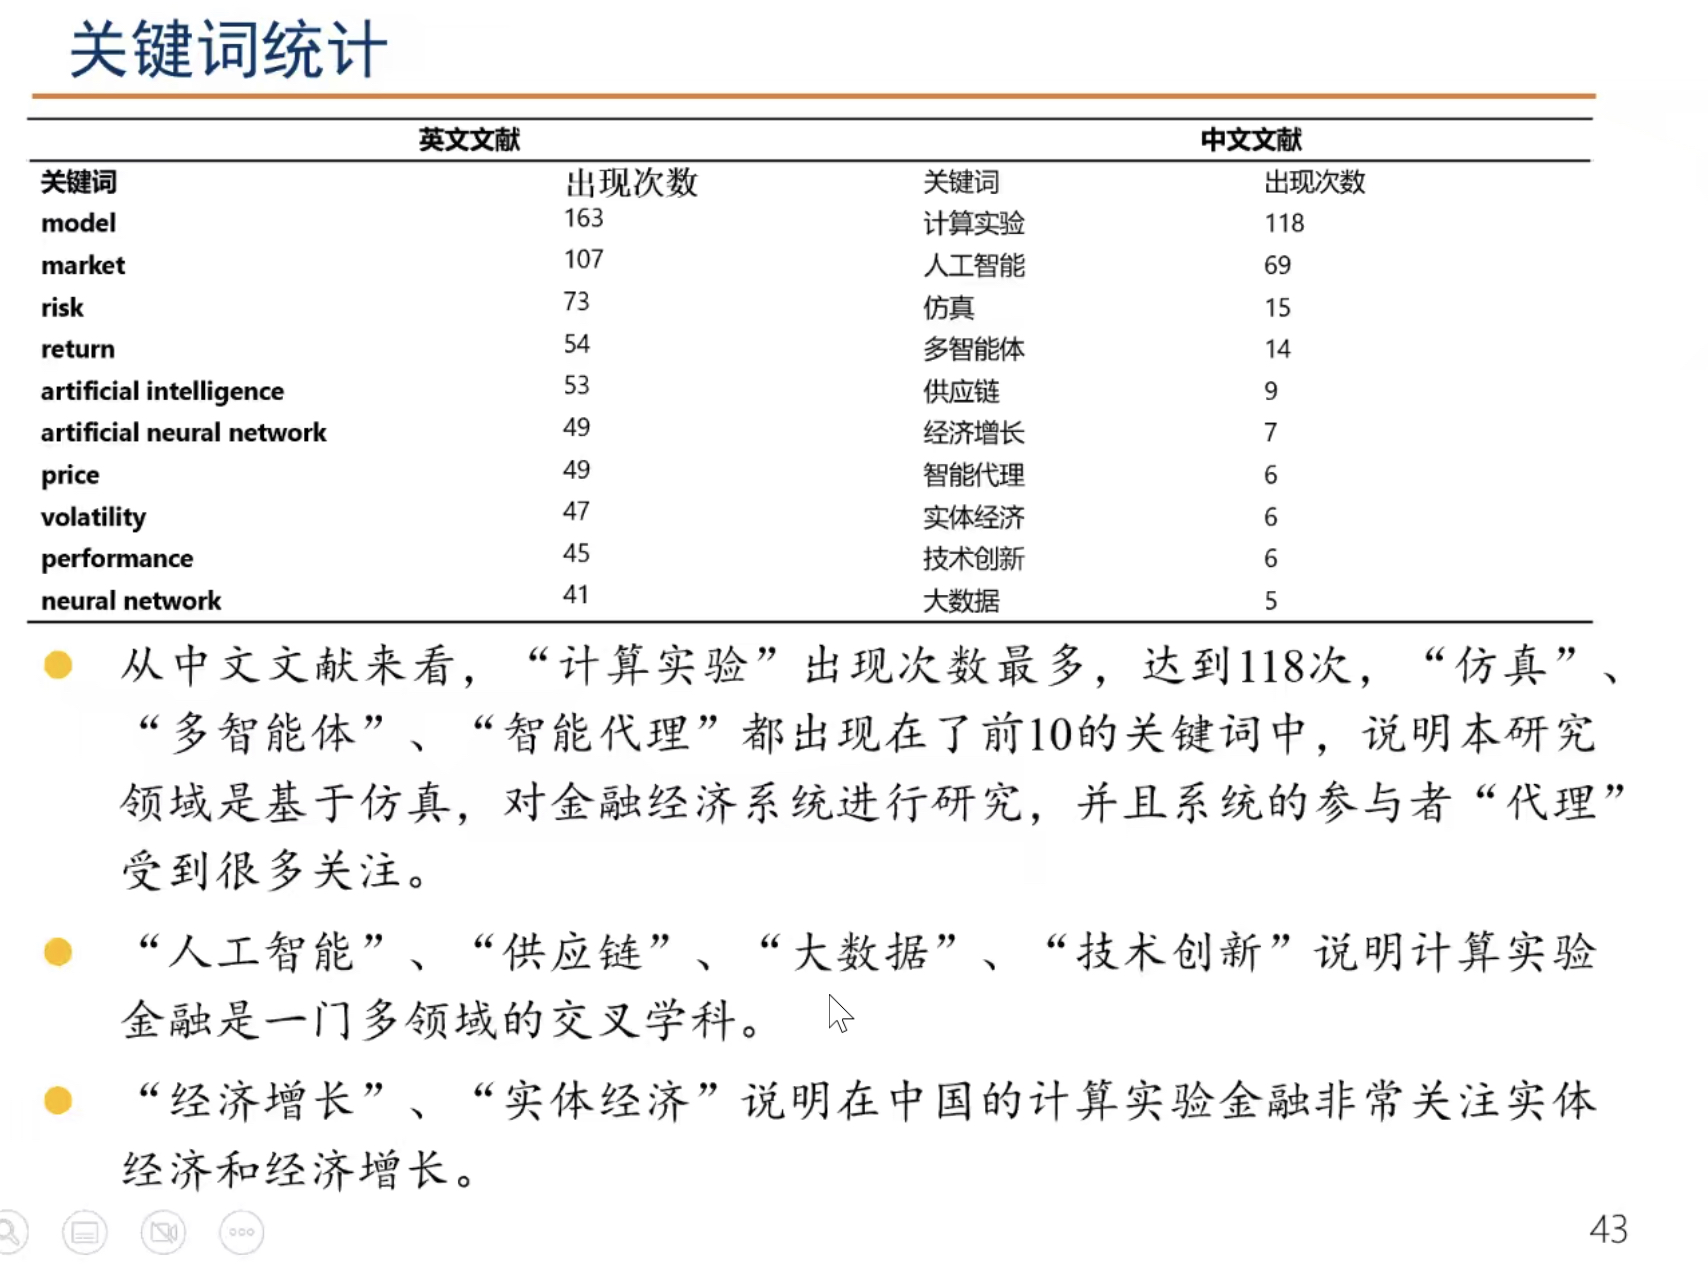 关键词统计
英文文献 中文文献
关键词 出现次数 关键词 出现次数
model 163 计算实验 118
market 107 人工智能 69
risk 73 仿真 15
return 54 多智能体 14
artificial intelligence 53 供应链 9
artificial neural network 49 经济增长 7
price 49 智能代理 6
volatility 47 实体经济 6
performance 45 技术创新 6
neural network 41 大数据 5
从中文文献来看，“计算实验”出现次数最多，达到118次，“仿真”、
“多智能体”、“智能代理”都出现在了前10的关键词中，说明本研究
领域是基于仿真，对金融经济系统进行研究，并且系统的参与者“代理”
受到很多关注。
“人工智能”、“供应链”、“大数据”、“技术创新”说明计算实验
金融是一门多领域的交叉学科。
“经济增长”、“实体经济”说明在中国的计算实验金融非常关注实体
经济和经济增长。
43